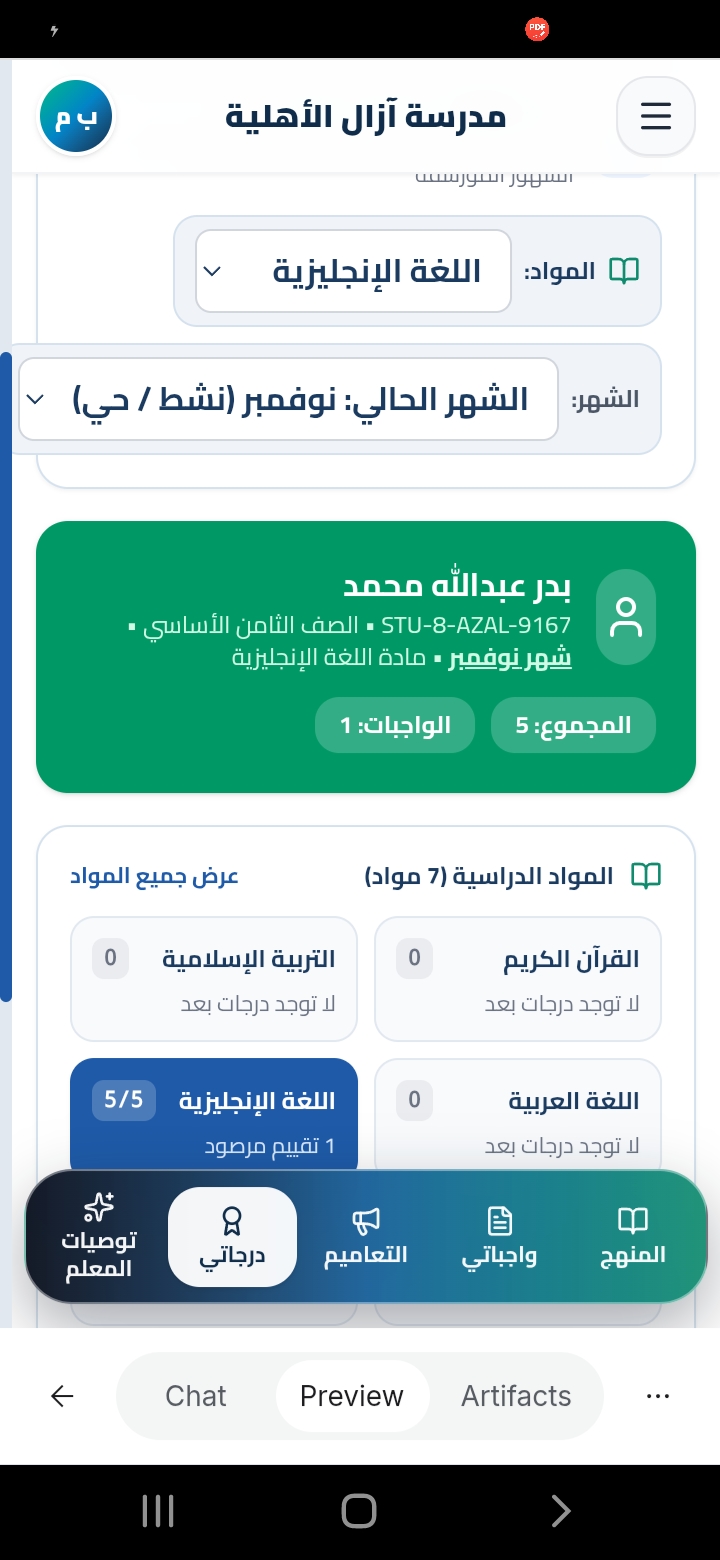 PDF
مدرسة آزال الأهلية
ب م
الشهور المؤرشفة
المواد:
اللغة الإنجليزية
الشهر:
الشهر الحالي: نوفمبر (نشط / حي)
بدر عبدالله محمد
STU-8-AZAL-9167 ▪ الصف الثامن الأساسي ▪
شهر نوفمبر ▪ مادة اللغة الإنجليزية
المجموع: 5
الواجبات: 1
المواد الدراسية (7 مواد)
عرض جميع المواد
القرآن الكريم
0
لا توجد درجات بعد
التربية الإسلامية
0
لا توجد درجات بعد
اللغة العربية
0
لا توجد درجات بعد
اللغة الإنجليزية
5/5
1 تقييم مرصود
المنهج
واجباتي
التعاميم
درجاتي
توصيات
المعلم
Chat
Preview
Artifacts